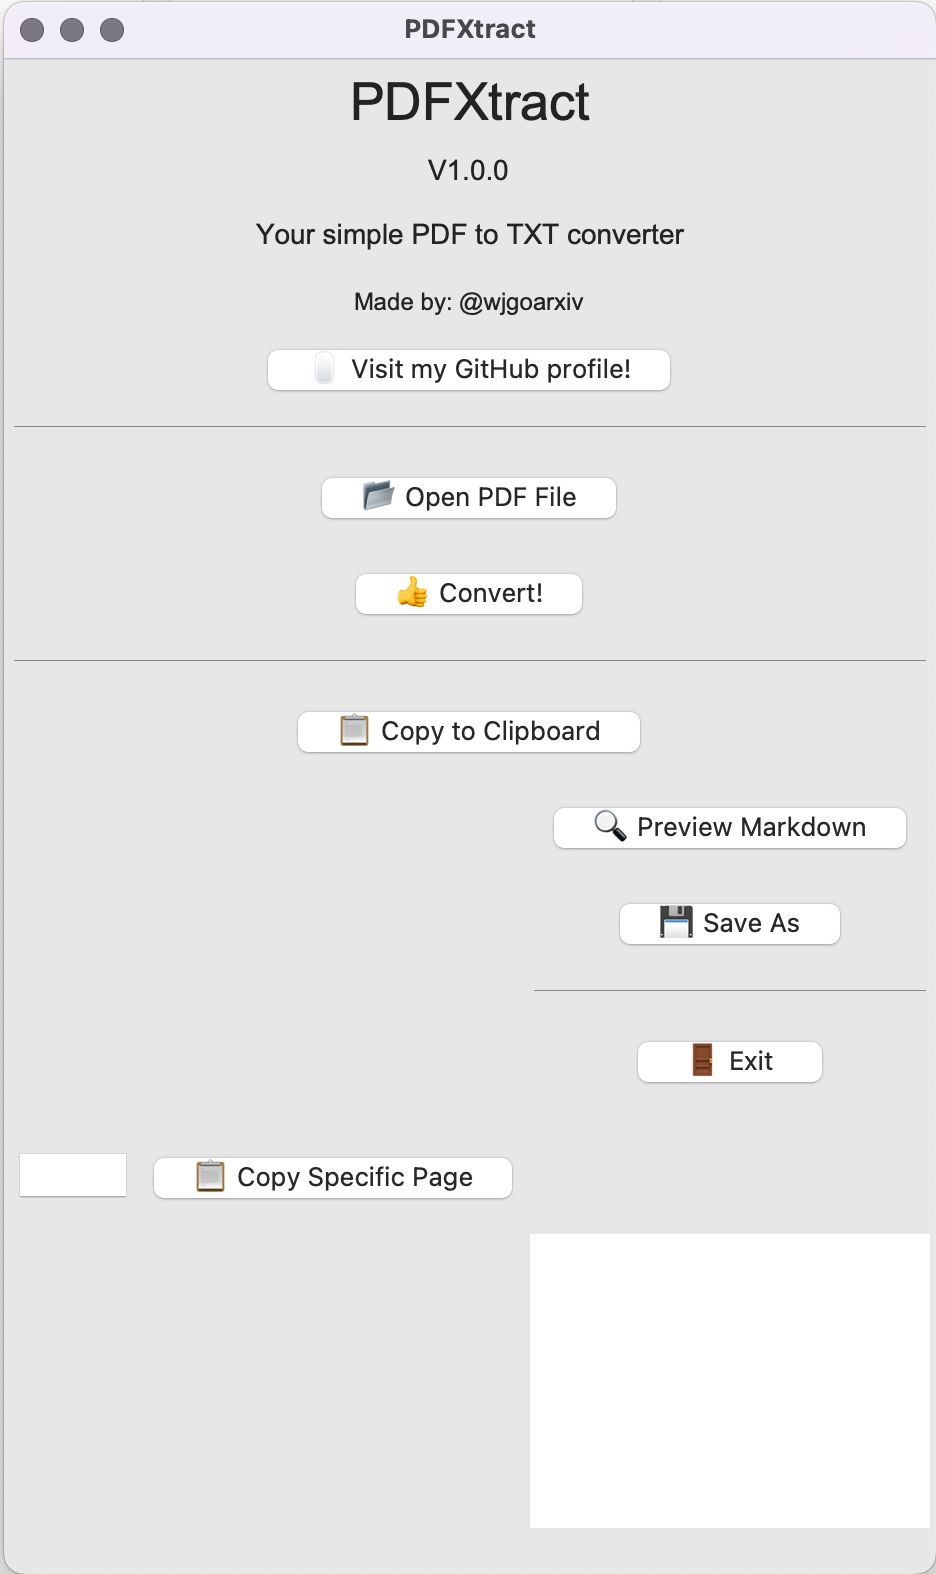 PDFXtract
PDFXtract
V1.0.0
Your simple PDF to TXT converter
Made by: @wjgoarxiv
Visit my GitHub profile!
Open PDF File
Convert!
Copy to Clipboard
Preview Markdown
Save As
Exit
Copy Specific Page